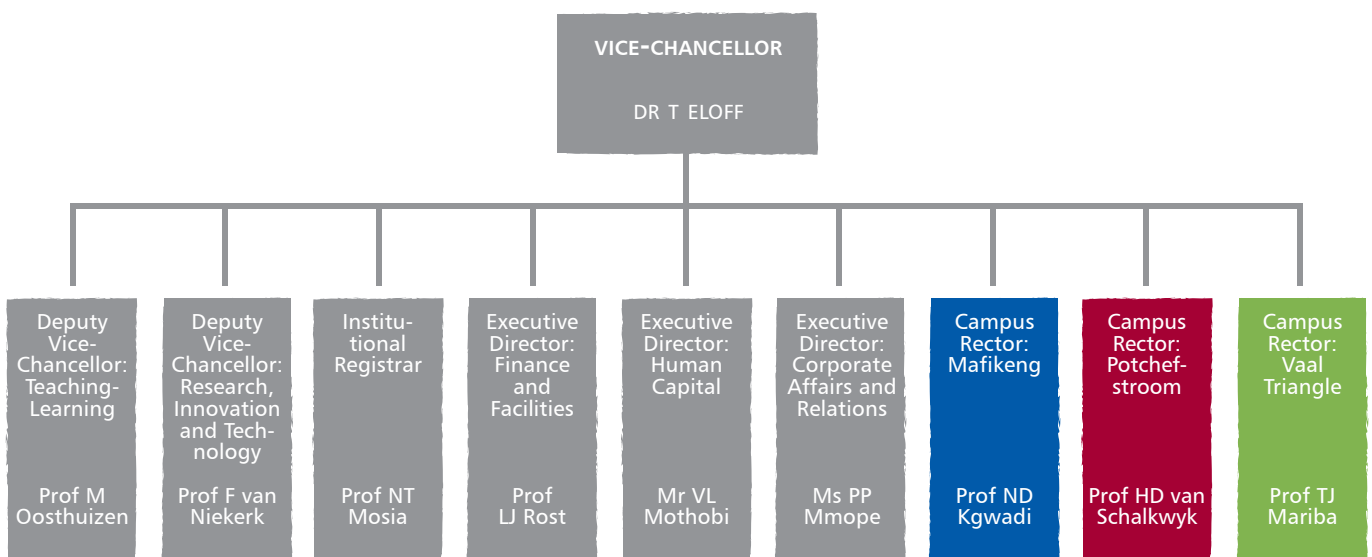 VICE-CHANCELLOR
DR T ELOFF
Deputy
Vice-
Chancellor:
Teaching-
Learning
Prof M
Oosthuizen
Deputy
Vice-
Chancellor:
Research,
Innovation
and Tech-
nology
Prof F van
Niekerk
Institu-
tional
Registrar
Prof NT
Mosia
Executive
Director:
Finance
and
Facilities
Prof
LJ Rost
Executive
Director:
Human
Capital
Mr VL
Mothobi
Executive
Director:
Corporate
Affairs and
Relations
Ms PP
Mmope
Campus
Rector:
Mafikeng
Prof ND
Kgwadi
Campus
Rector:
Potchef-
stroom
Prof HD van
Schalkwyk
Campus
Rector:
Vaal
Triangle
Prof TJ
Mariba